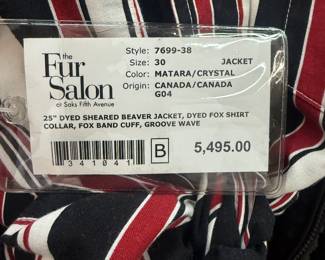 the
Fur
Salon
at Saks Fifth Avenue
Style: 7699-38
Size: 30 JACKET
Color: MATARA/CRYSTAL
Origin: CANADA/CANADA
G04
25" DYED SHEARED BEAVER JACKET, DYED FOX SHIRT
COLLAR, FOX BAND CUFF, GROOVE WAVE
341041
B
5,495.00